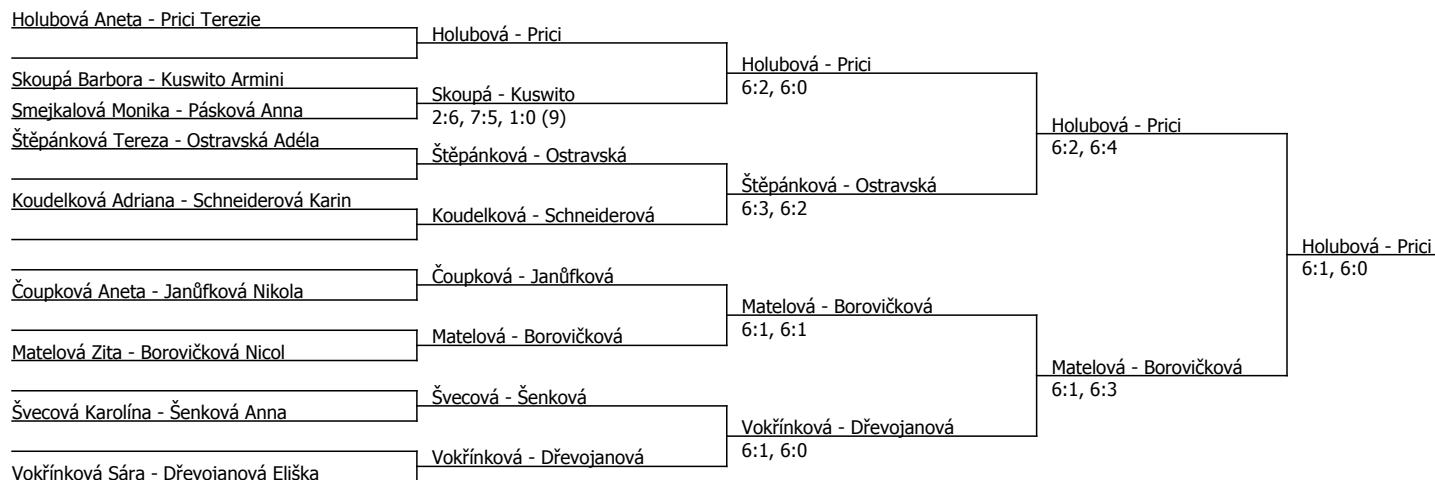 Holubová Aneta - Prici Terezie
Skoupá Barbora - Kuswito Armini
Smejkalová Monika - Pásková Anna
Štěpánková Tereza - Ostravská Adéla
Koudelková Adriana - Schneiderová Karin
Čoupková Aneta - Janůfková Nikola
Matelová Zita - Borovičková Nicol
Švecová Karolína - Šenková Anna
Vokřínková Sára - Dřevojanová Eliška
Holubová - Prici
Skoupá - Kuswito
2:6, 7:5, 1:0 (9)
Štěpánková - Ostravská
Koudelková - Schneiderová
Čoupková - Janůfková
Matelová - Borovičková
Švecová - Šenková
Vokřínková - Dřevojanová
Holubová - Prici
6:2, 6:0
Štěpánková - Ostravská
6:3, 6:2
Matelová - Borovičková
6:1, 6:1
Vokřínková - Dřevojanová
6:1, 6:0
Holubová - Prici
6:2, 6:4
Matelová - Borovičková
6:1, 6:3
Holubová - Prici
6:1, 6:0